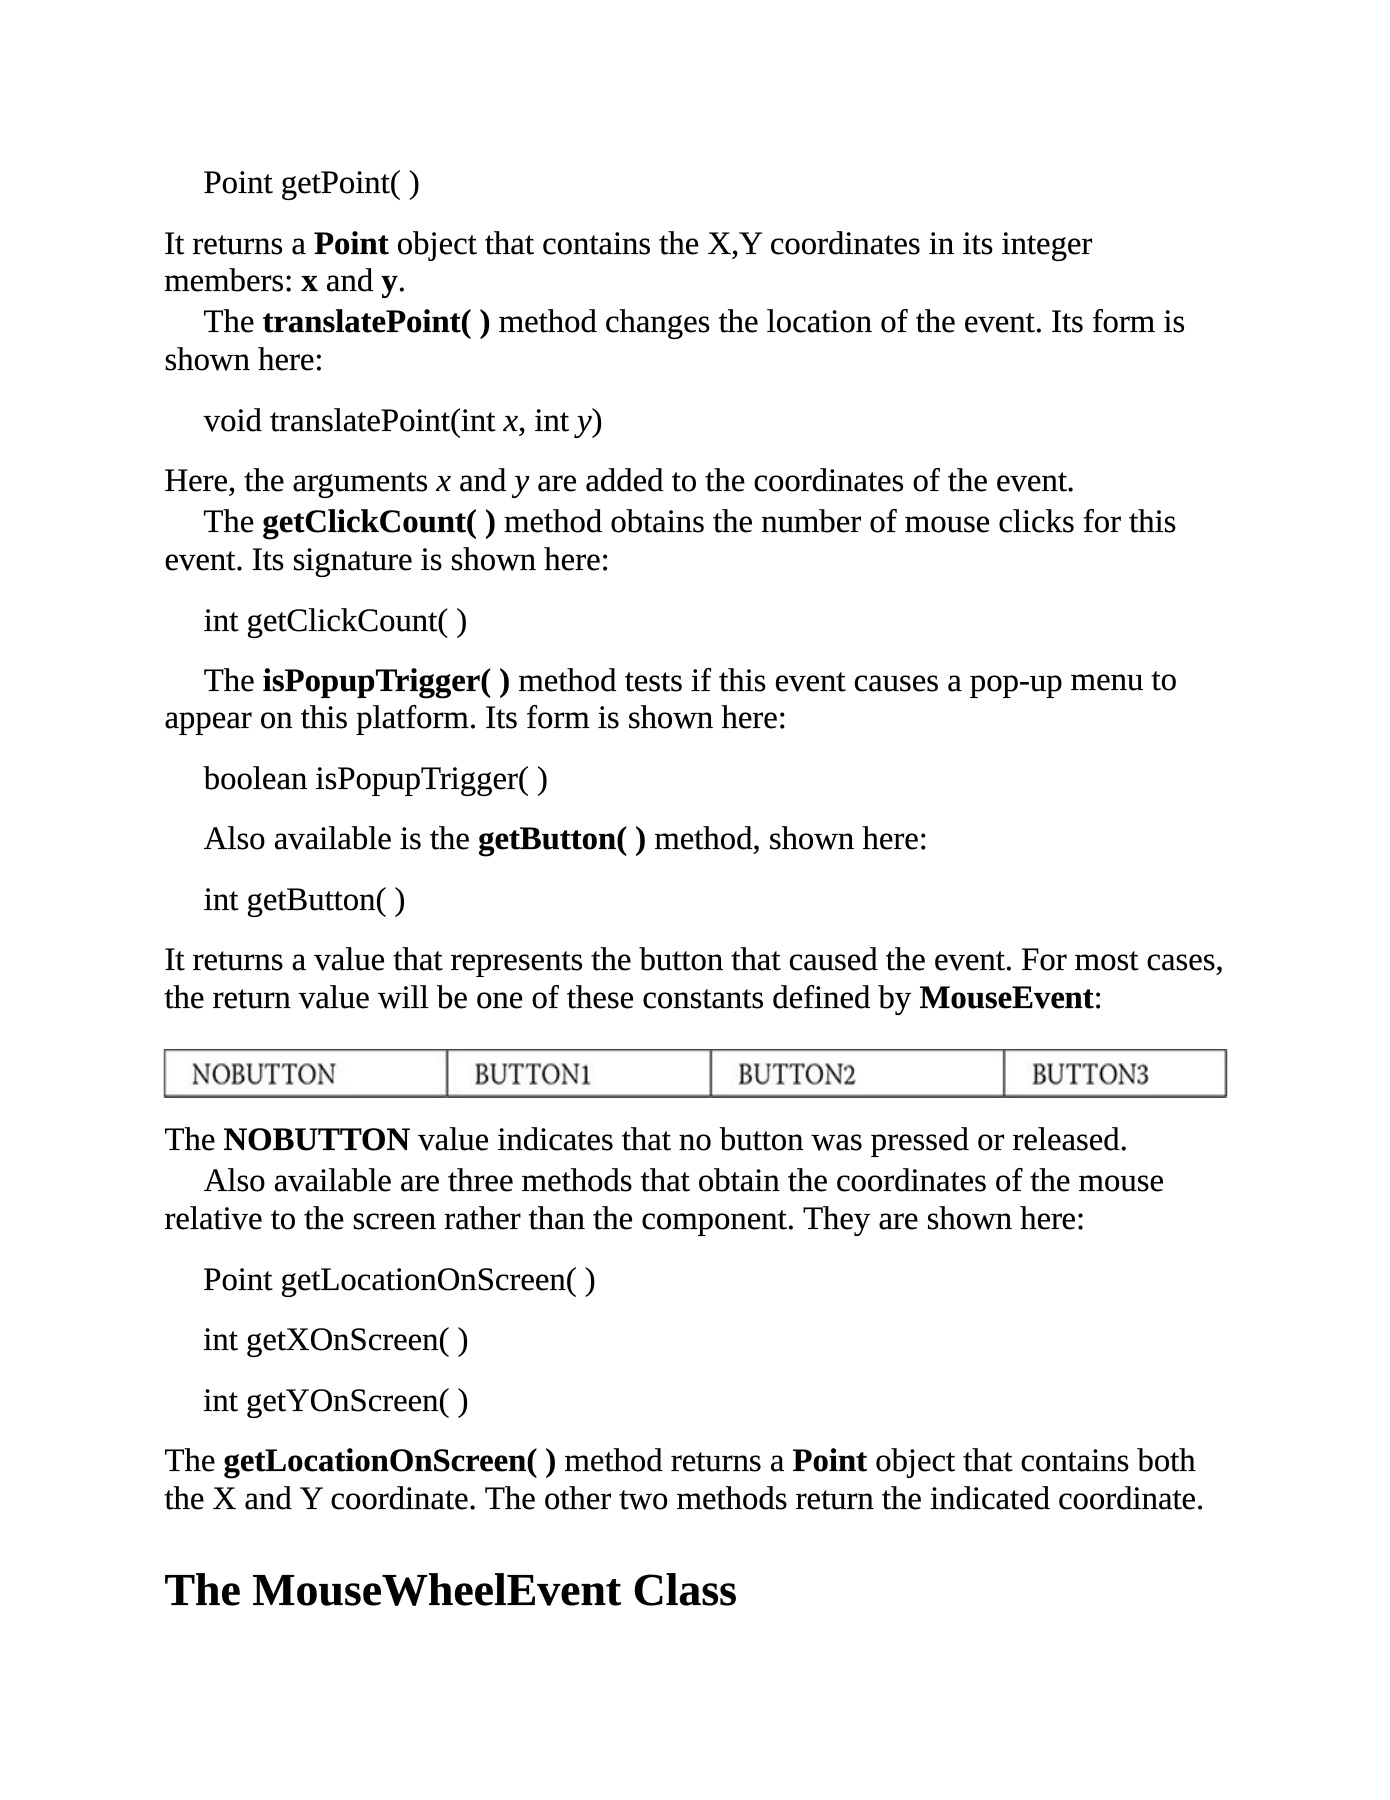 Point getPoint( )
It returns a Point object that contains the X,Y coordinates in its integer
members: x and y.
The translatePoint( ) method changes the location of the event. Its form is
shown here:
void translatePoint(int x, int y)
Here, the arguments x and y are added to the coordinates of the event.
The getClickCount( ) method obtains the number of mouse clicks for this
event. Its signature is shown here:
int getClickCount( )
The isPopupTrigger( ) method tests if this event causes a pop-up menu to
appear on this platform. Its form is shown here:
boolean isPopupTrigger( )
Also available is the getButton( ) method, shown here:
int getButton( )
It returns a value that represents the button that caused the event. For most cases,
the return value will be one of these constants defined by MouseEvent:
NOBUTTON BUTTON1 BUTTON2 BUTTON3
The NOBUTTON value indicates that no button was pressed or released.
Also available are three methods that obtain the coordinates of the mouse
relative to the screen rather than the component. They are shown here:
Point getLocationOnScreen( )
int getXOnScreen( )
int getYOnScreen( )
The getLocationOnScreen( ) method returns a Point object that contains both
the X and Y coordinate. The other two methods return the indicated coordinate.
The MouseWheelEvent Class